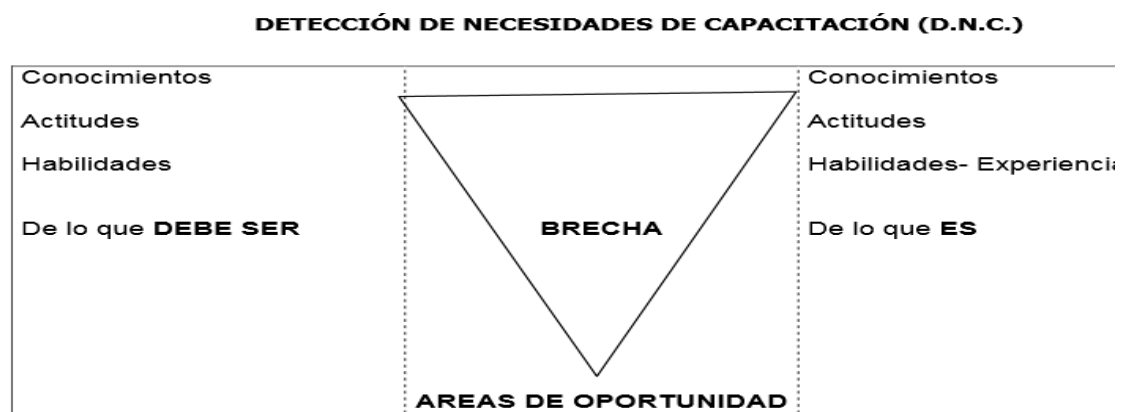 DETECCIÓN DE NECESIDADES DE CAPACITACIÓN (D.N.C.)
Conocimientos
Actitudes
Habilidades
De lo que DEBE SER
BRECHA
AREAS DE OPORTUNIDAD
Conocimientos
Actitudes
Habilidades- Experiencia
De lo que ES